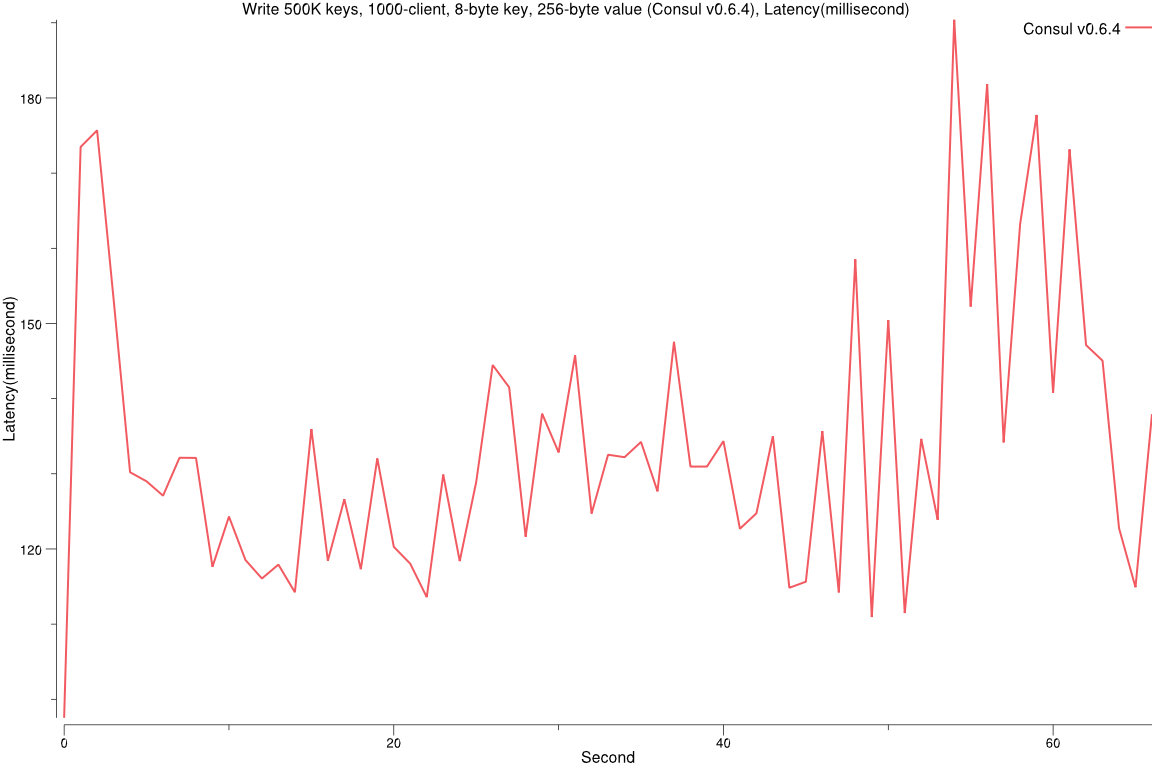 Write 500K keys, 1000-client, 8-byte key, 256-byte value (Consul v0.6.4), Latency(millisecond)
Consul v0.6.4
180
150
120
Latency(millisecond)
0
20
40
60
Second